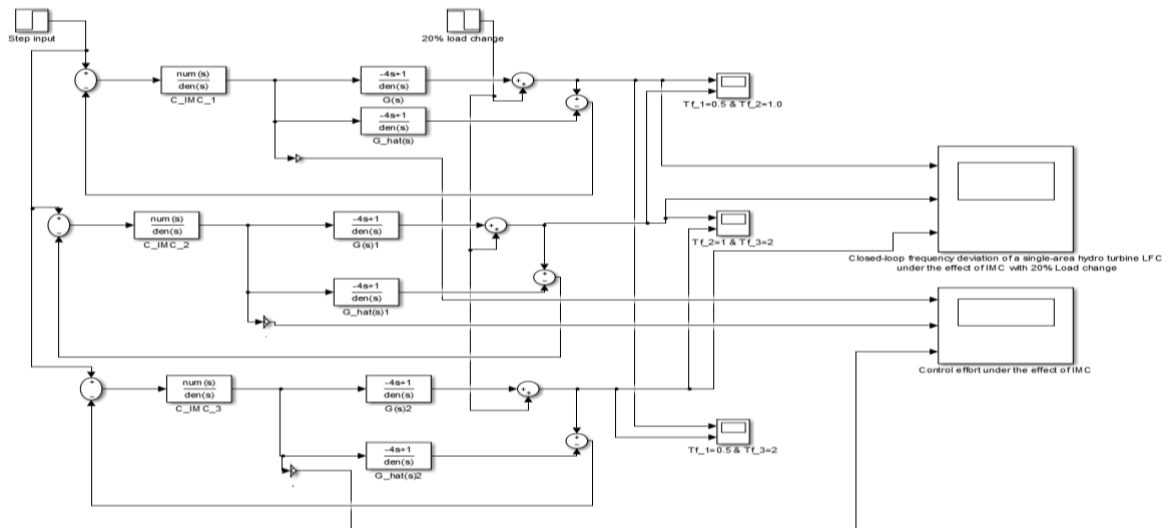 Step input
20% load change
num(s)
den(s)
C_IMC_1
-4s+1
den(s)
G(s)
-4s+1
den(s)
G_hat(s)
Tf_1=0.5 & Tf_2=1.0
num(s)
den(s)
C_IMC_2
-4s+1
den(s)
G(s)1
-4s+1
den(s)
G_hat(s)1
Tf_2=1 & Tf_3=2
Closed-loop frequency deviation of a single-area hydro turbine LFC
under the effect of IMC with 20% Load change
Control effort under the effect of IMC
num(s)
den(s)
C_IMC_3
-4s+1
den(s)
G(s)2
-4s+1
den(s)
G_hat(s)2
Tf_1=0.5 & Tf_3=2